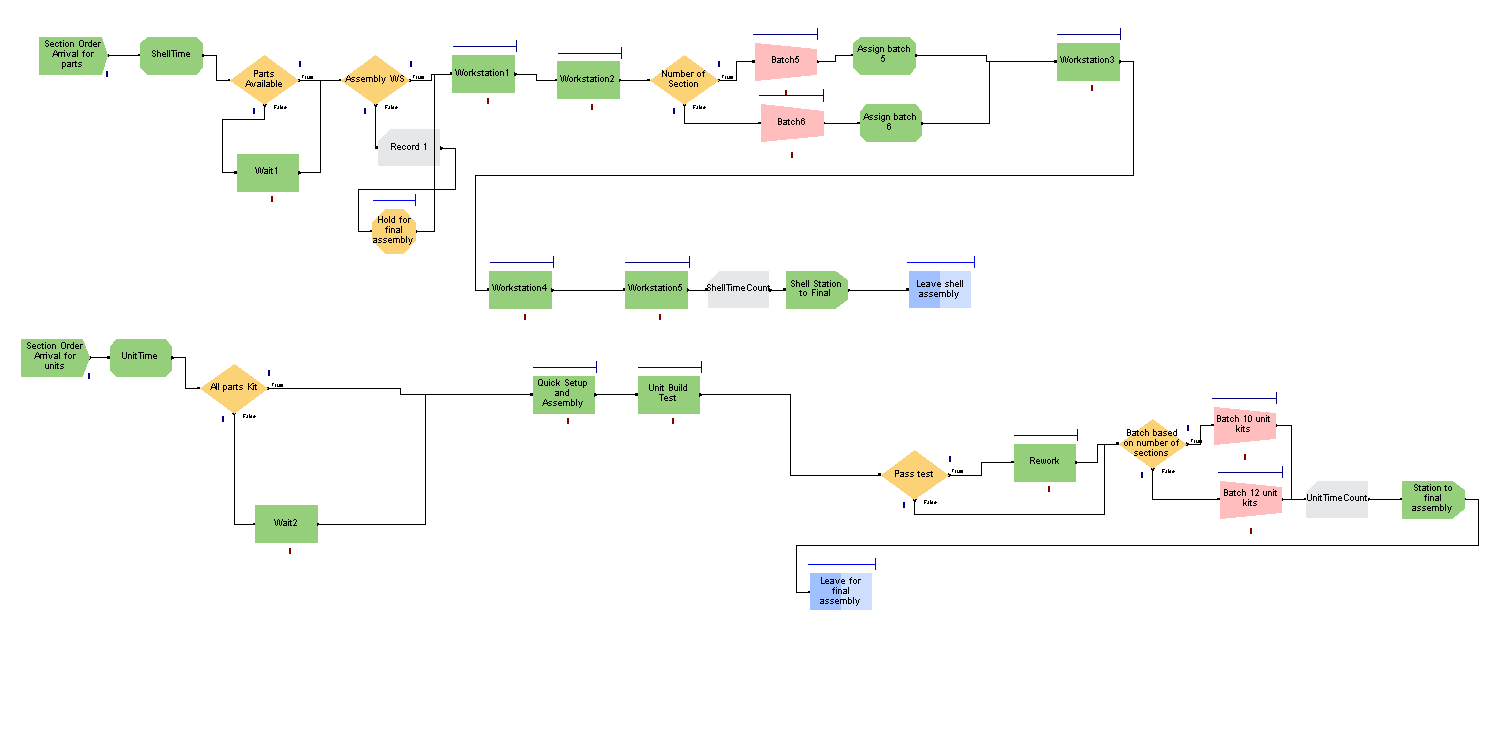 Section Order
Arrival for
parts
ShellTime
Parts
Available
True
False
Wait1
Assembly WS
True
False
Record 1
Hold for
final
assembly
Workstation1
Workstation2
Number of
Section
True
False
Batch5
Assign batch
5
Batch6
Assign batch
6
Workstation3
Workstation4
Workstation5
ShellTimeCount
Shell Station
to Final
Leave shell
assembly
Section Order
Arrival for
units
UnitTime
All parts Kit
True
False
Wait2
Quick Setup
and
Assembly
Unit Build
Test
Pass test
True
False
Rework
Batch based
on number of
sections
True
False
Batch 10 unit
kits
Batch 12 unit
kits
UnitTimeCount
Station to
final
assembly
Leave for
final
assembly